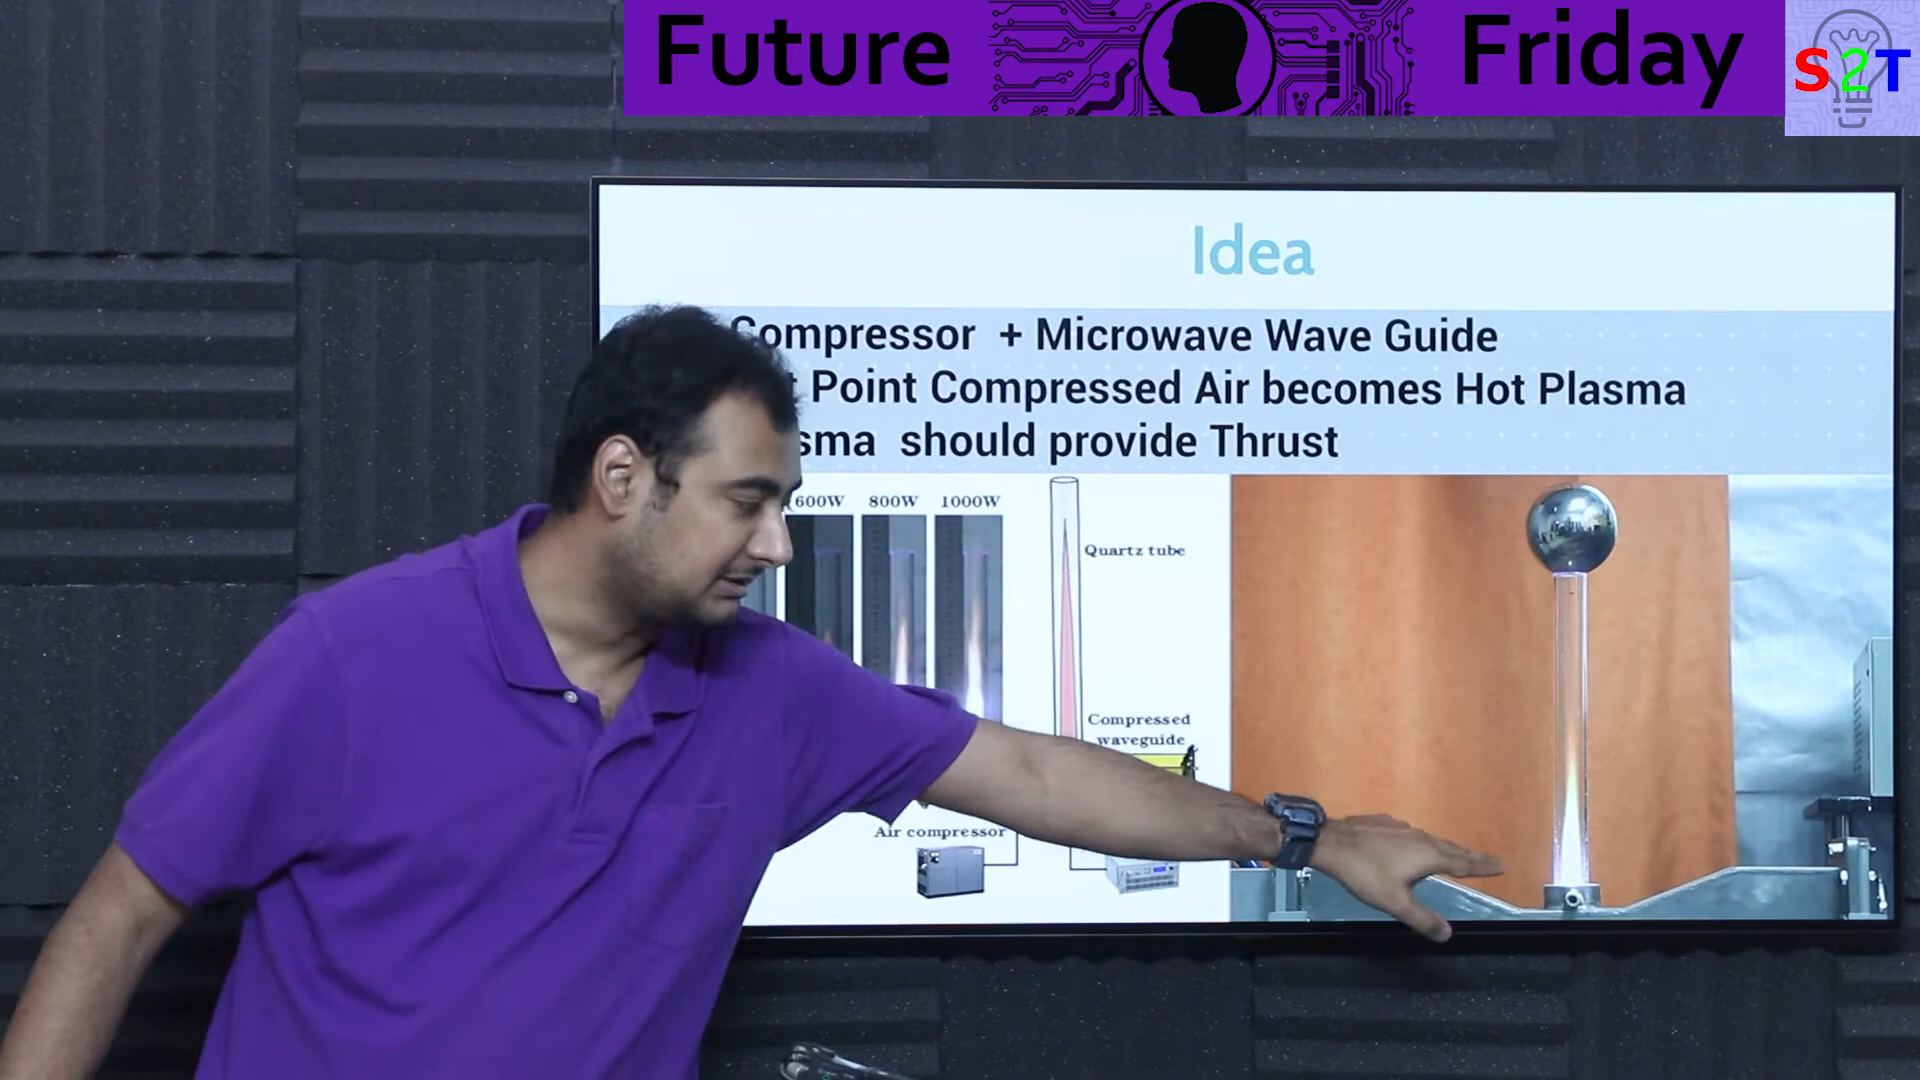 Future Friday
S2T
Idea
Compressor + Microwave Wave Guide
Point Compressed Air becomes Hot Plasma
should provide Thrust
600W 800W 1000W
Quartz tube
Compressed
waveguide
Air compressor